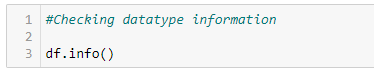 1 #Checking datatype information
2
3 df.info()